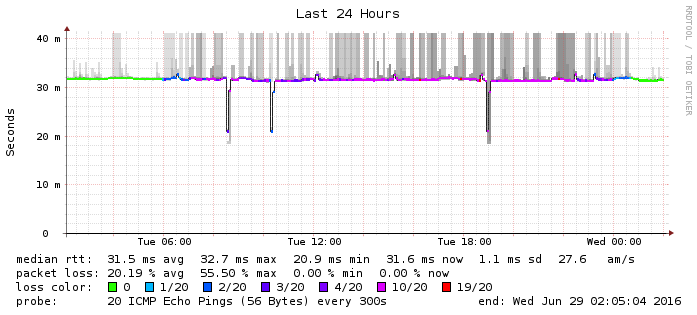 Last 24 Hours
RRDTOOL / TOBI OETIKER
Seconds
40 m
30 m
20 m
10 m
0
Tue 06:00 Tue 12:00 Tue 18:00 Wed 00:00
median rtt: 31.5 ms avg 32.7 ms max 20.9 ms min 31.6 ms now 1.1 ms sd 27.6 am/s
packet loss: 20.19 % avg 55.50 % max 0.00 % min 0.00 % now
loss color: 0 1/20 2/20 3/20 4/20 10/20 19/20
probe: 20 ICMP Echo Pings (56 Bytes) every 300s end: Wed Jun 29 02:05:04 2016